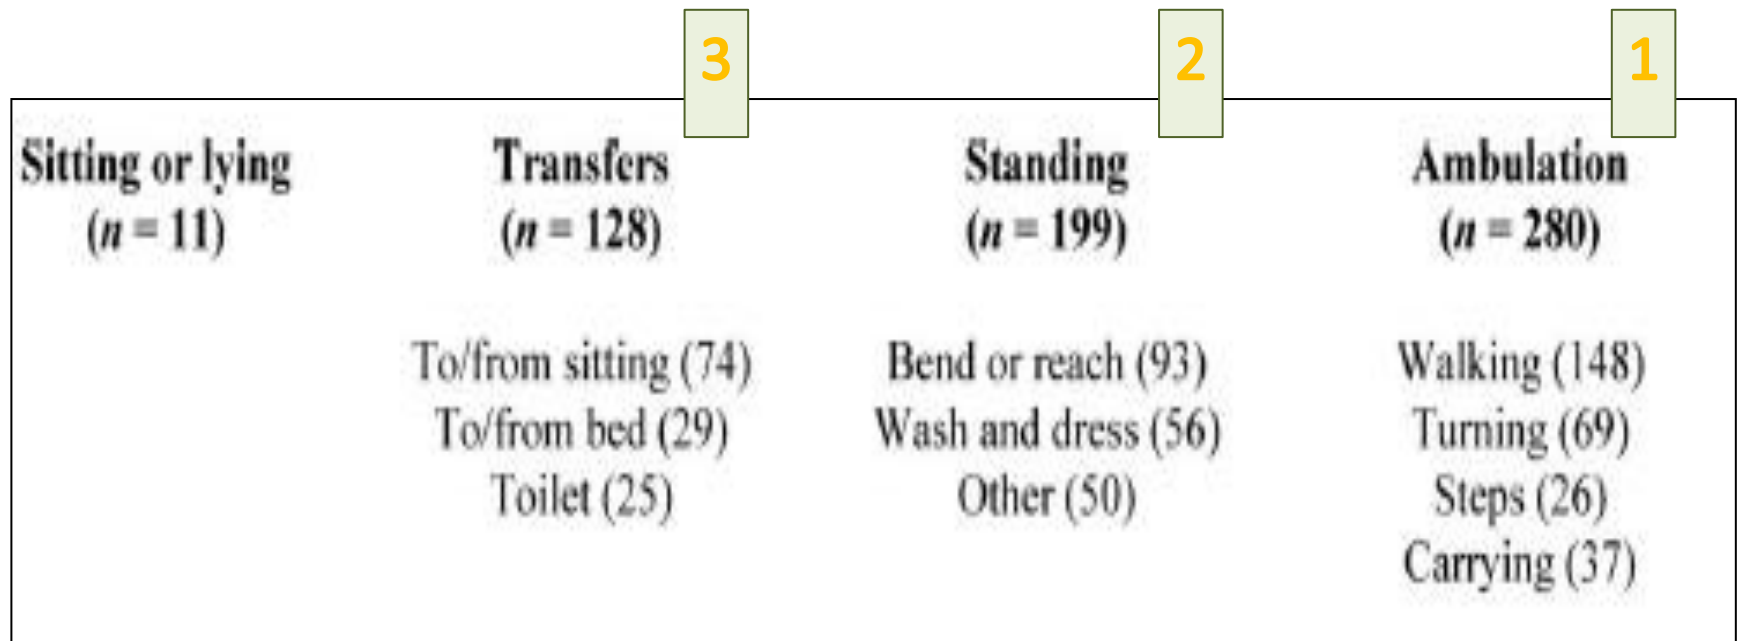 3 2 1
Sitting or lying Transfers Standing Ambulation
(n = 11) (n = 128) (n = 199) (n = 280)
To/from sitting (74) Bend or reach (93) Walking (148)
To/from bed (29) Wash and dress (56) Turning (69)
Toilet (25) Other (50) Steps (26)
Carrying (37)